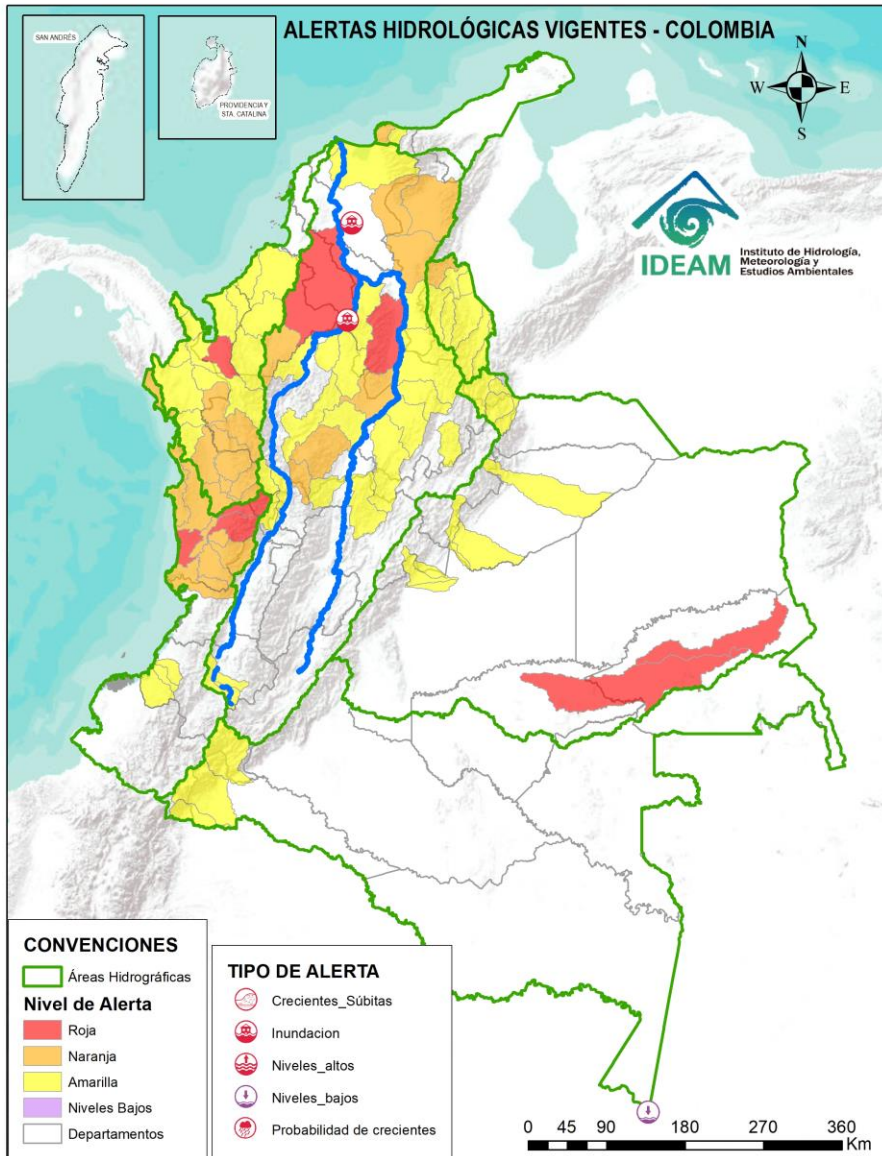 ALERTAS HIDROLÓGICAS VIGENTES - COLOMBIA
SAN ANDRÉS
PROVIDENCIA Y
STA. CATALINA
N
W
E
S
IDEAM
Instituto de Hidrología,
Meteorología y
Estudios Ambientales
CONVENCIONES
Áreas Hidrográficas
Nivel de Alerta
Roja
Naranja
Amarilla
Niveles Bajos
Departamentos
TIPO DE ALERTA
Crecientes_Súbitas
Inundacion
Niveles_altos
Niveles_bajos
Probabilidad de crecientes
0 45 90 180 270 360
Km